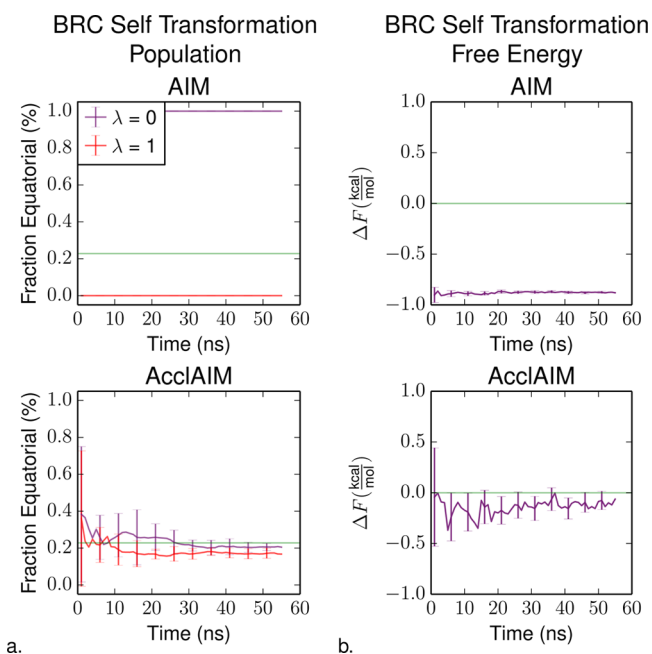 BRC Self Transformation
Population
AIM
Fraction Equatorial (%)
1.0
0.8
0.6
0.4
0.2
0.0
λ = 0
λ = 1
0 10 20 30 40 50 60
Time (ns)
BRC Self Transformation
Free Energy
AIM
ΔF(kcal/mol)
1.0
0.5
0.0
−0.5
−1.0
0 10 20 30 40 50 60
Time (ns)
AcclAIM
Fraction Equatorial (%)
1.0
0.8
0.6
0.4
0.2
0.0
0 10 20 30 40 50 60
Time (ns)
a.
AcclAIM
ΔF(kcal/mol)
1.0
0.5
0.0
−0.5
−1.0
0 10 20 30 40 50 60
Time (ns)
b.